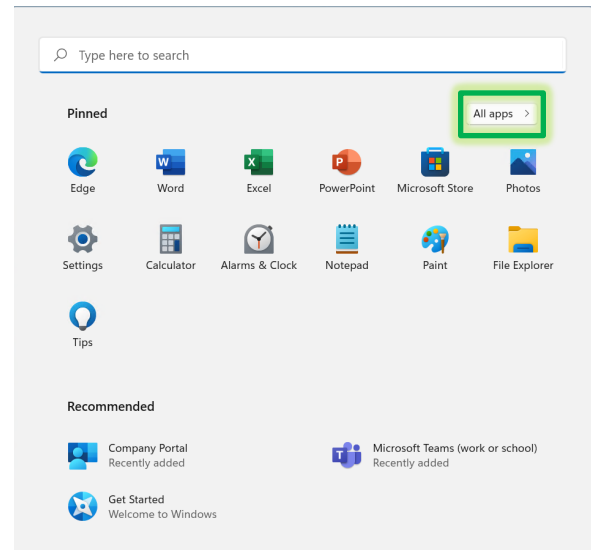 Type here to search
Pinned
All apps >
Edge
Word
Excel
PowerPoint
Microsoft Store
Photos
Settings
Calculator
Alarms & Clock
Notepad
Paint
File Explorer
Tips
Recommended
Company Portal
Recently added
Microsoft Teams (work or school)
Recently added
Get Started
Welcome to Windows